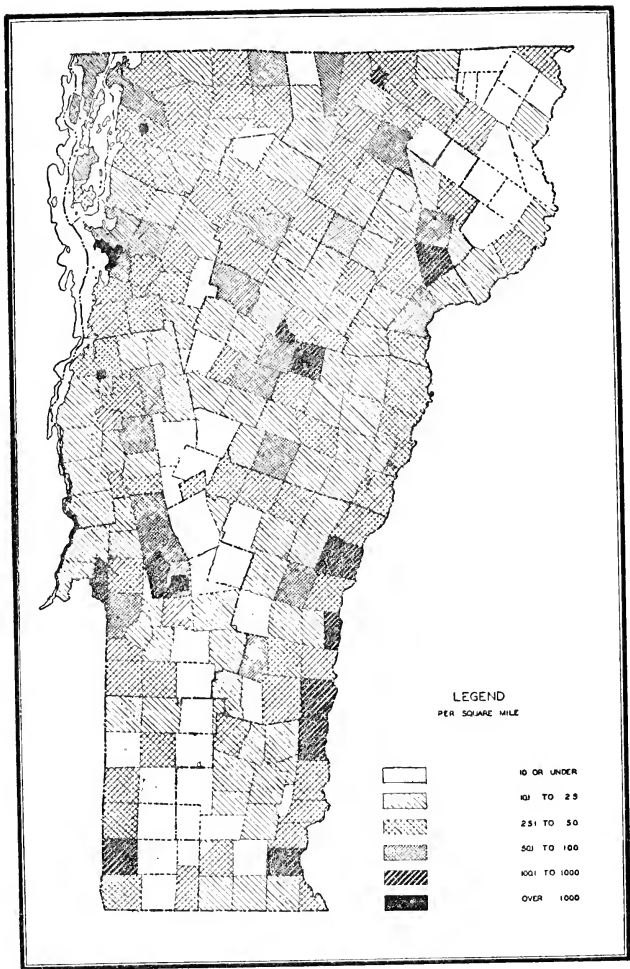 LEGEND
PER SQUARE MILE
10 OR UNDER
10.1 TO 25
25.1 TO 50
50.1 TO 100
100.1 TO 1000
OVER 1000